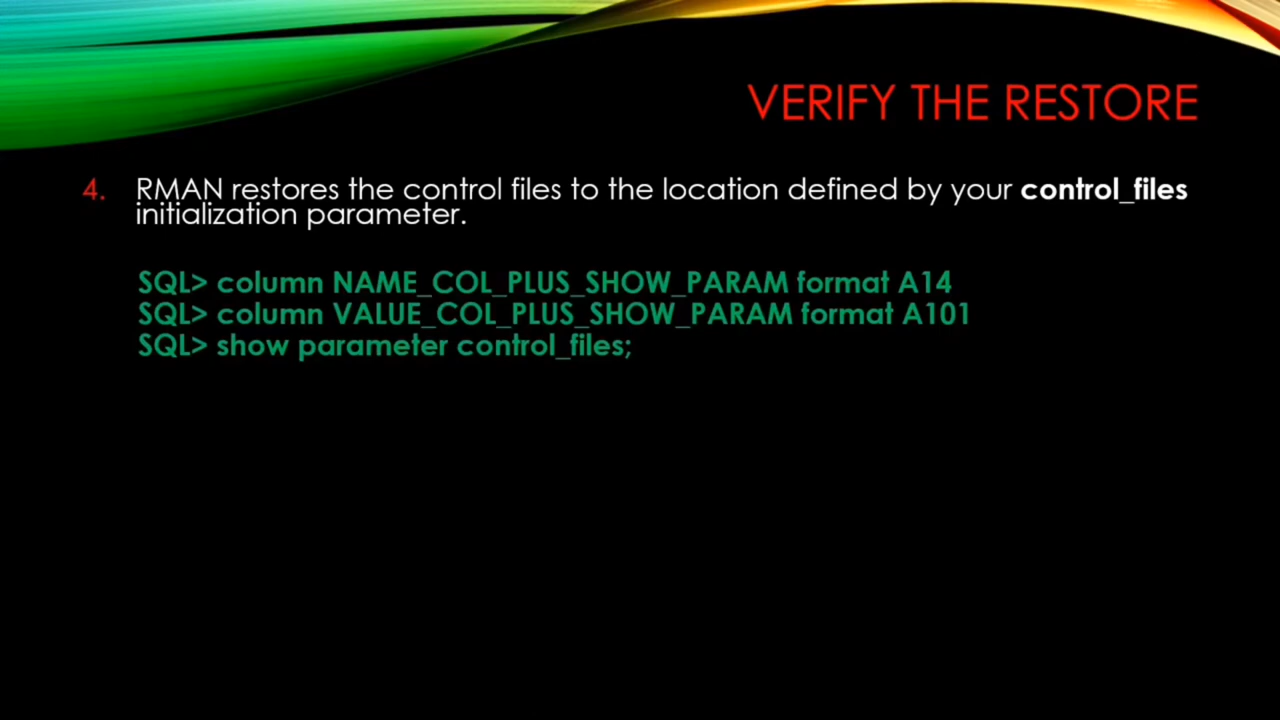 VERIFY THE RESTORE
4. RMAN restores the control files to the location defined by your control_files
initialization parameter.
SQL> column NAME_COL_PLUS_SHOW_PARAM format A14
SQL> column VALUE_COL_PLUS_SHOW_PARAM format A101
SQL> show parameter control_files;